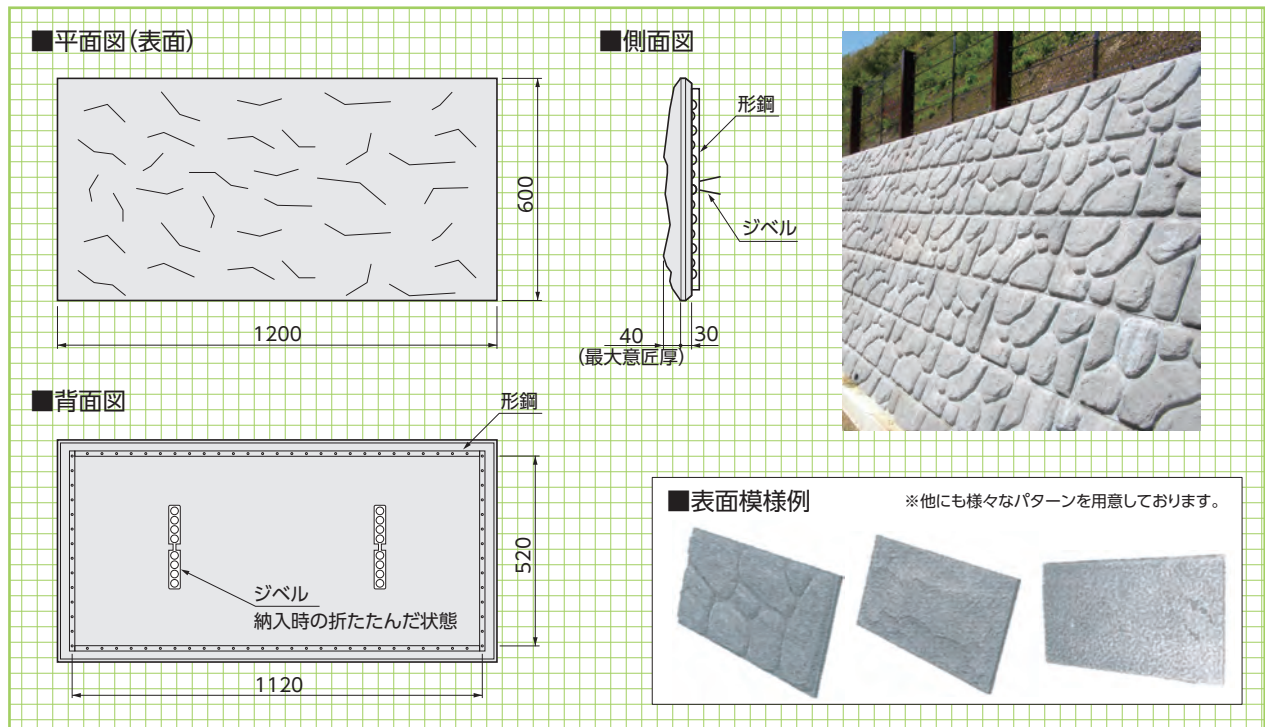 ■平面図(表面)
600
1200
■側面図
形鋼
ジベル
40
30
(最大意匠厚)
■背面図
形鋼
ジベル
納入時の折たたんだ状態
520
1120
■表面模様例
※他にも様々なパターンを用意しております。